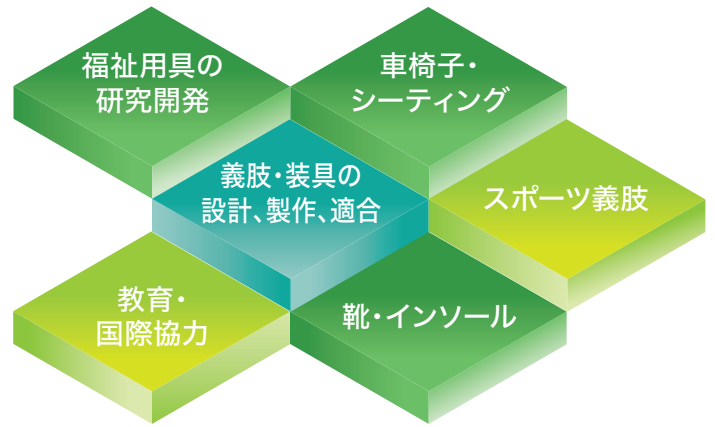 福祉用具の
研究開発
車椅子・
シーティング
義肢・装具の
設計、製作、適合
スポーツ義肢
教育・
国際協力
靴・インソール